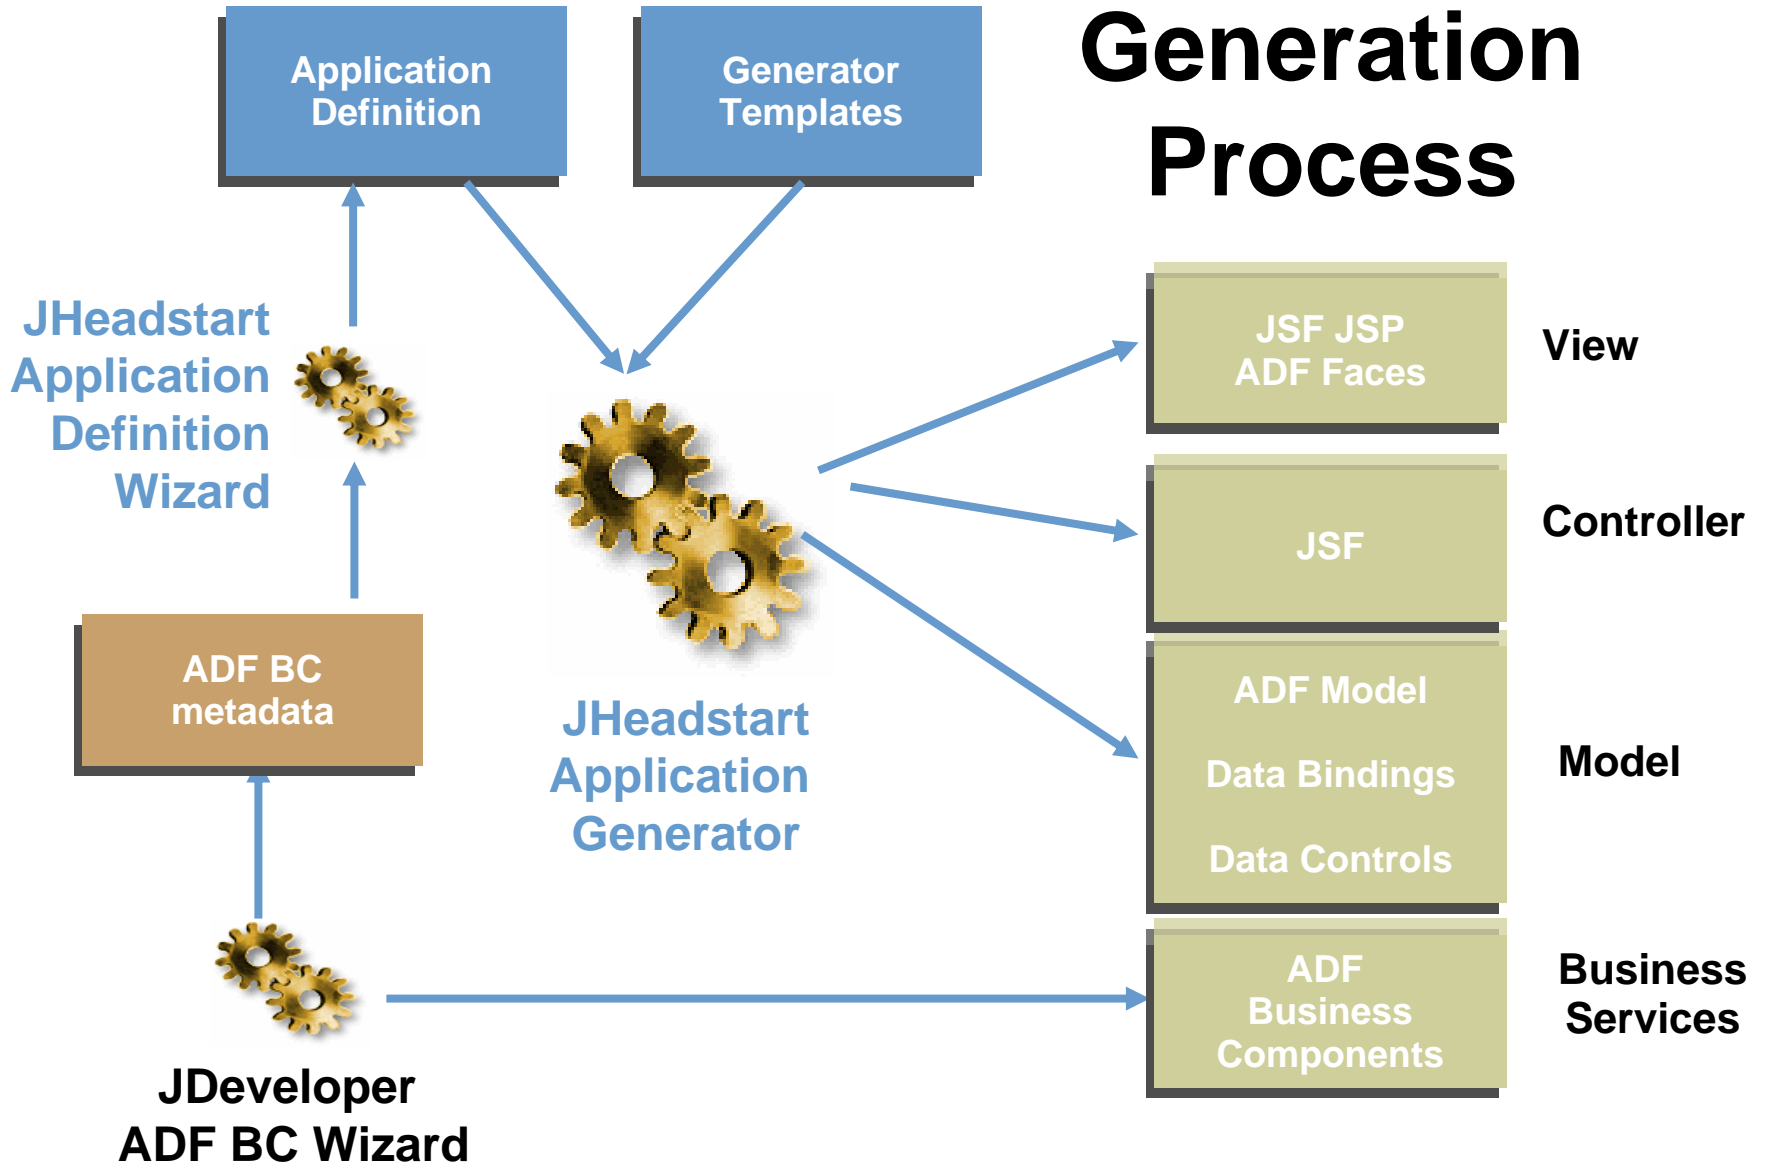 Generation
Process
Application
Definition
Generator
Templates
JHeadstart
Application
Definition
Wizard
JSF JSP
ADF Faces
View
JSF
Controller
ADF BC
metadata
JHeadstart
Application
Generator
ADF Model
Data Bindings
Data Controls
Model
ADF
Business
Components
Business
Services
JDeveloper
ADF BC Wizard